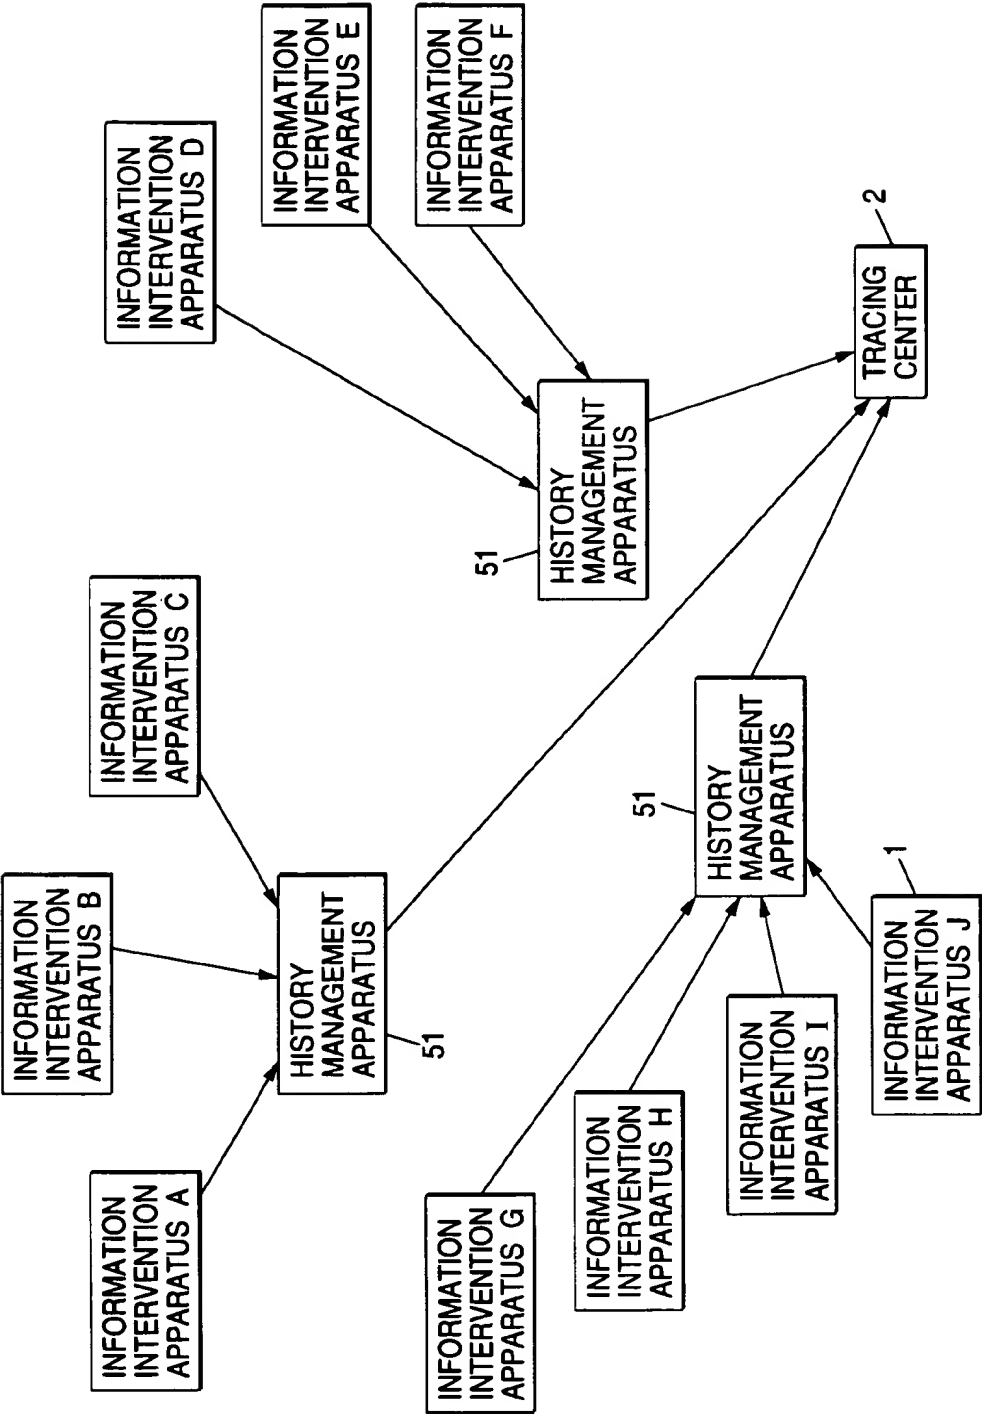 INFORMATION
INTERVENTION
APPARATUS A
INFORMATION
INTERVENTION
APPARATUS B
INFORMATION
INTERVENTION
APPARATUS C
HISTORY
MANAGEMENT
APPARATUS
51
INFORMATION
INTERVENTION
APPARATUS D
INFORMATION
INTERVENTION
APPARATUS E
INFORMATION
INTERVENTION
APPARATUS F
51
HISTORY
MANAGEMENT
APPARATUS
INFORMATION
INTERVENTION
APPARATUS G
INFORMATION
INTERVENTION
APPARATUS H
INFORMATION
INTERVENTION
APPARATUS I
INFORMATION
INTERVENTION
APPARATUS J
1
51
HISTORY
MANAGEMENT
APPARATUS
TRACING
CENTER
2